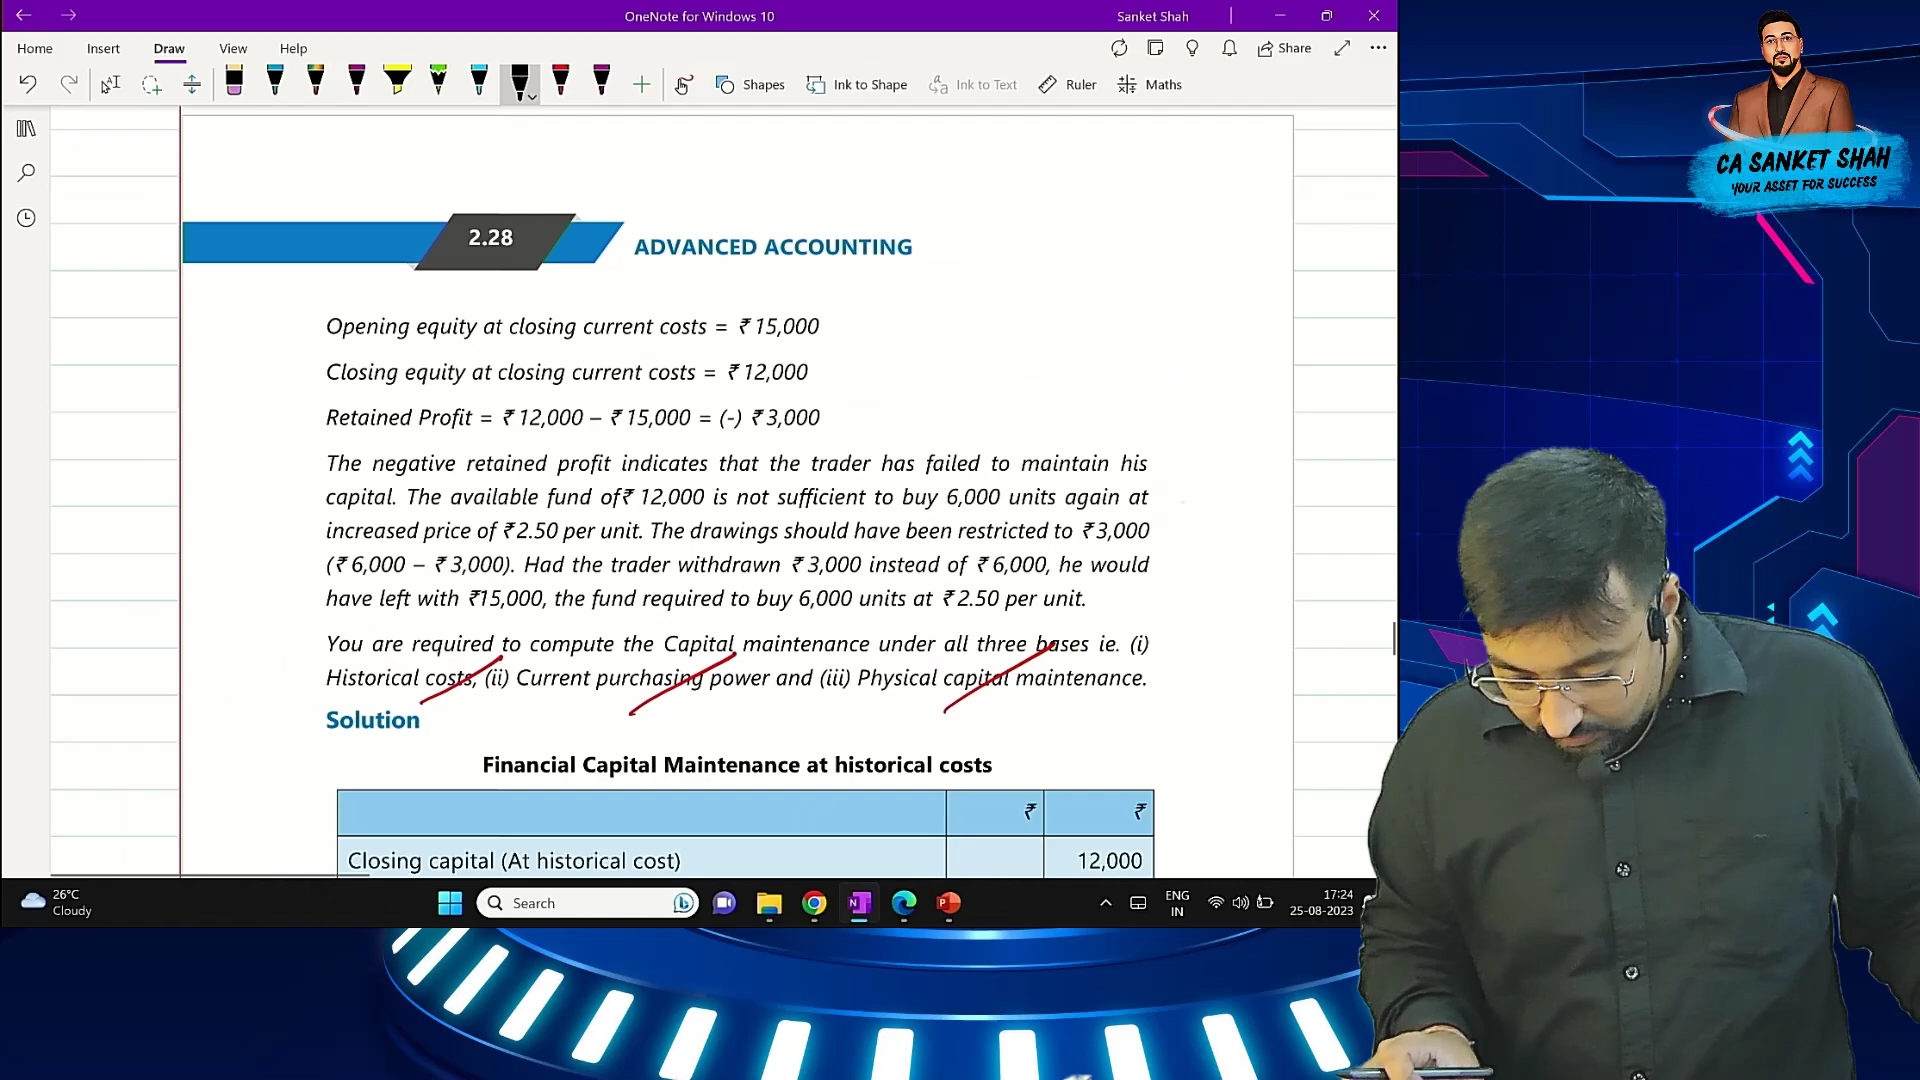 OneNote for Windows 10
Sanket Shah
Home Insert Draw View Help
Share
Shapes
Ink to Shape
Ink to Text
Ruler
Maths
CA SANKET SHAH
YOUR ASSET FOR SUCCESS
2.28
ADVANCED ACCOUNTING
Opening equity at closing current costs = ₹ 15,000
Closing equity at closing current costs = ₹ 12,000
Retained Profit = ₹ 12,000 – ₹ 15,000 = (-) ₹ 3,000
The negative retained profit indicates that the trader has failed to maintain his
capital. The available fund of₹ 12,000 is not sufficient to buy 6,000 units again at
increased price of ₹ 2.50 per unit. The drawings should have been restricted to ₹ 3,000
(₹ 6,000 – ₹ 3,000). Had the trader withdrawn ₹ 3,000 instead of ₹ 6,000, he would
have left with ₹15,000, the fund required to buy 6,000 units at ₹ 2.50 per unit.
You are required to compute the Capital maintenance under all three bases ie. (i)
Historical costs, (ii) Current purchasing power and (iii) Physical capital maintenance.
Solution
Financial Capital Maintenance at historical costs
₹ ₹
Closing capital (At historical cost) 12,000
26°C
Cloudy
Search
ENG
IN
17:24
25-08-2023